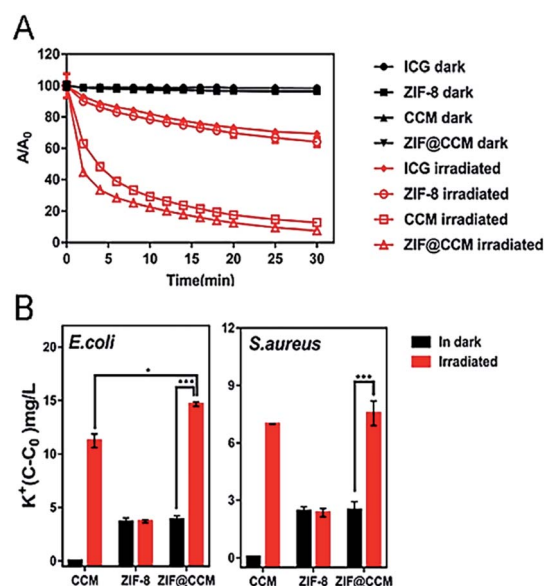 A
A/A0
120
100
80
60
40
20
0
0 5 10 15 20 25 30
Time(min)
ICG dark
ZIF-8 dark
CCM dark
ZIF@CCM dark
ICG irradiated
ZIF-8 irradiated
CCM irradiated
ZIF@CCM irradiated
B
K+(C-C0)mg/L
E.coli
20
15
10
5
0
*
***
CCM ZIF-8 ZIF@CCM
S.aureus
12
9
6
3
0
***
CCM ZIF-8 ZIF@CCM
In dark
Irradiated